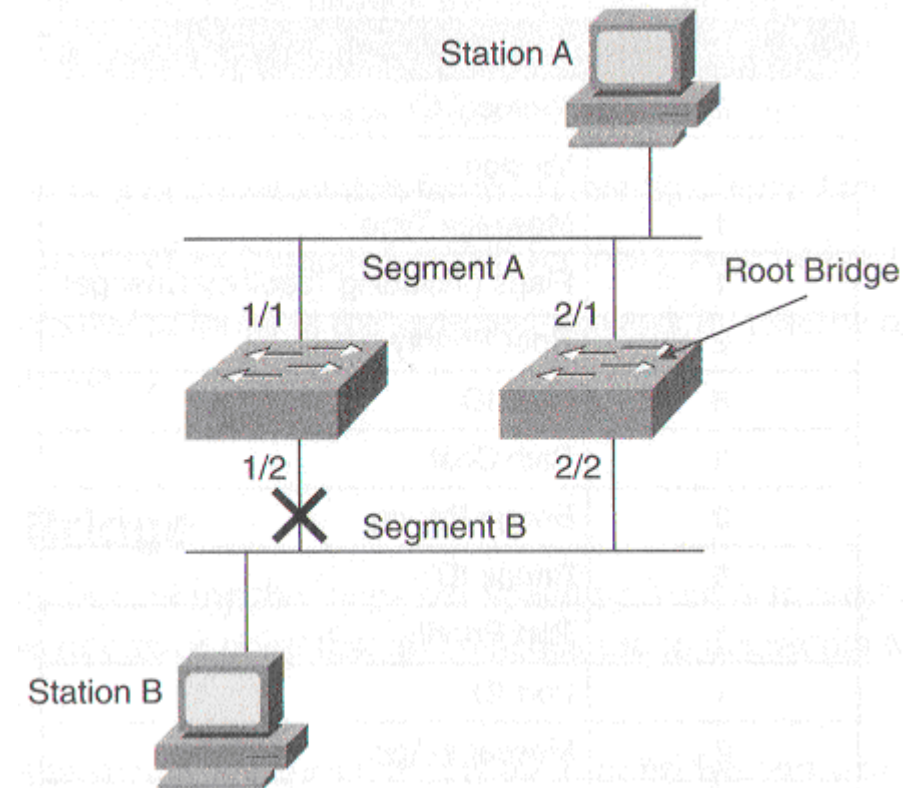 Station A
Segment A
Root Bridge
1/1
2/1
1/2
2/2
Segment B
Station B